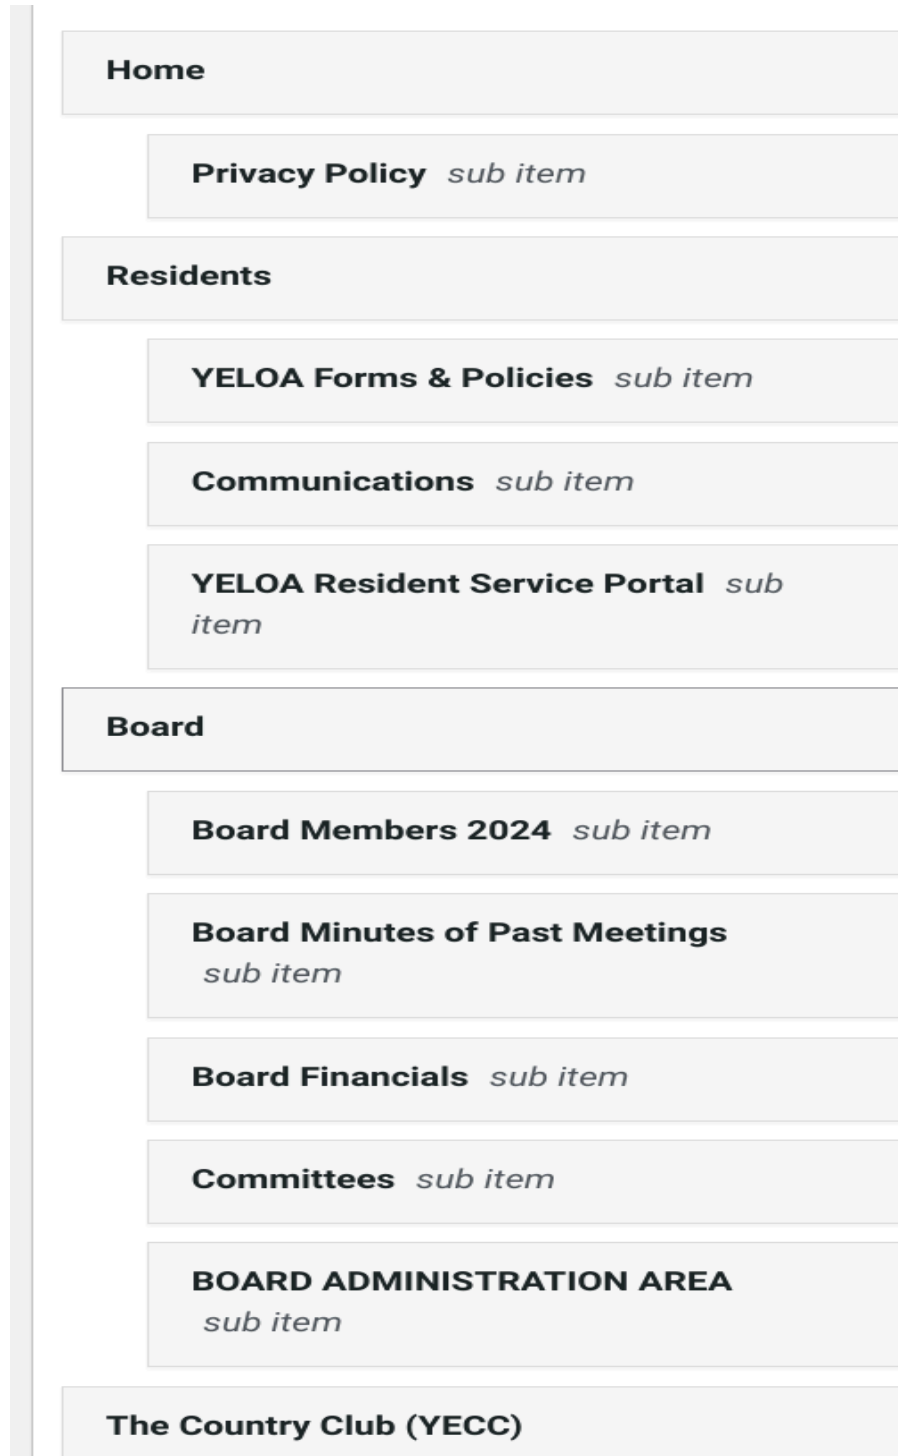 Home
Privacy Policy sub item
Residents
YELOA Forms & Policies sub item
Communications sub item
YELOA Resident Service Portal sub
item
Board
Board Members 2024 sub item
Board Minutes of Past Meetings
sub item
Board Financials sub item
Committees sub item
BOARD ADMINISTRATION AREA
sub item
The Country Club (YECC)